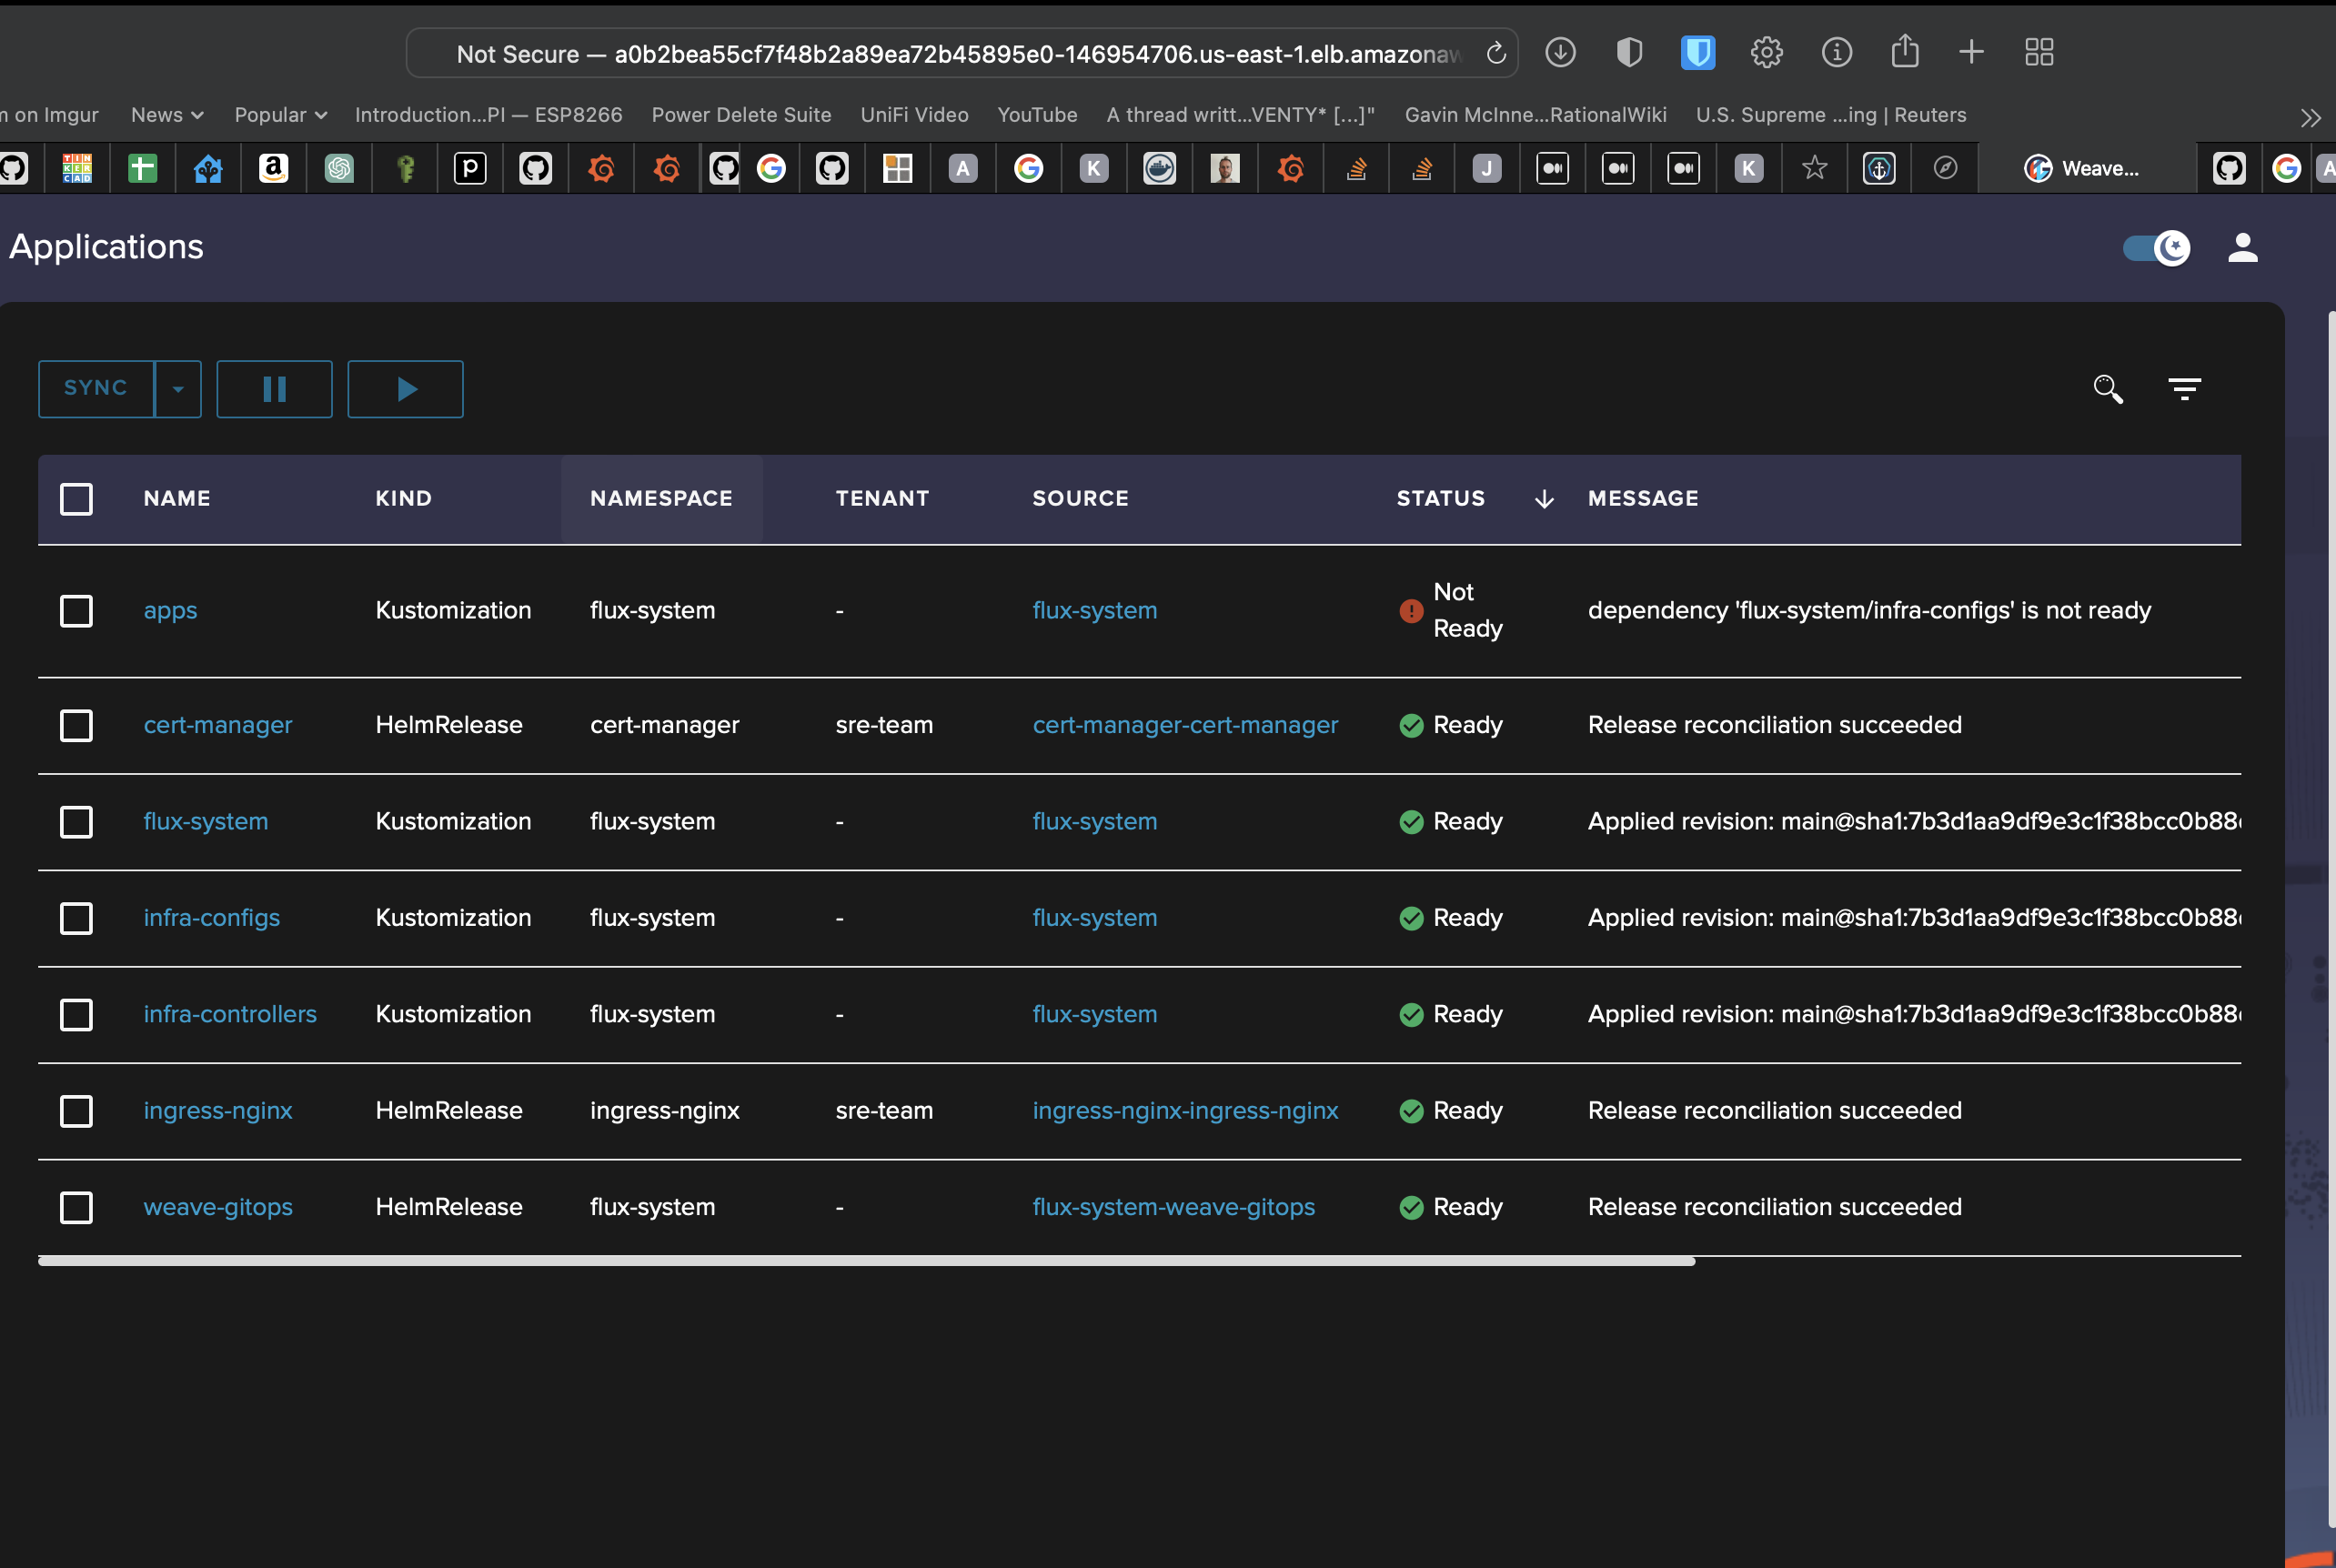 Not Secure — a0b2bea55cf7f48b2a89ea72b45895e0-146954706.us-east-1.elb.amazonaw
n on Imgur News Popular Introduction...PI — ESP8266 Power Delete Suite UniFi Video YouTube A thread writt...VENTY* [...]" Gavin McInne...RationalWiki U.S. Supreme ...ing | Reuters
TINKERCAD a p A K J K Weave... A
Applications
SYNC
NAME KIND NAMESPACE TENANT SOURCE STATUS MESSAGE
apps Kustomization flux-system - flux-system Not Ready dependency 'flux-system/infra-configs' is not ready
cert-manager HelmRelease cert-manager sre-team cert-manager-cert-manager Ready Release reconciliation succeeded
flux-system Kustomization flux-system - flux-system Ready Applied revision: main@sha1:7b3d1aa9df9e3c1f38bcc0b88
infra-configs Kustomization flux-system - flux-system Ready Applied revision: main@sha1:7b3d1aa9df9e3c1f38bcc0b88
infra-controllers Kustomization flux-system - flux-system Ready Applied revision: main@sha1:7b3d1aa9df9e3c1f38bcc0b88
ingress-nginx HelmRelease ingress-nginx sre-team ingress-nginx-ingress-nginx Ready Release reconciliation succeeded
weave-gitops HelmRelease flux-system - flux-system-weave-gitops Ready Release reconciliation succeeded